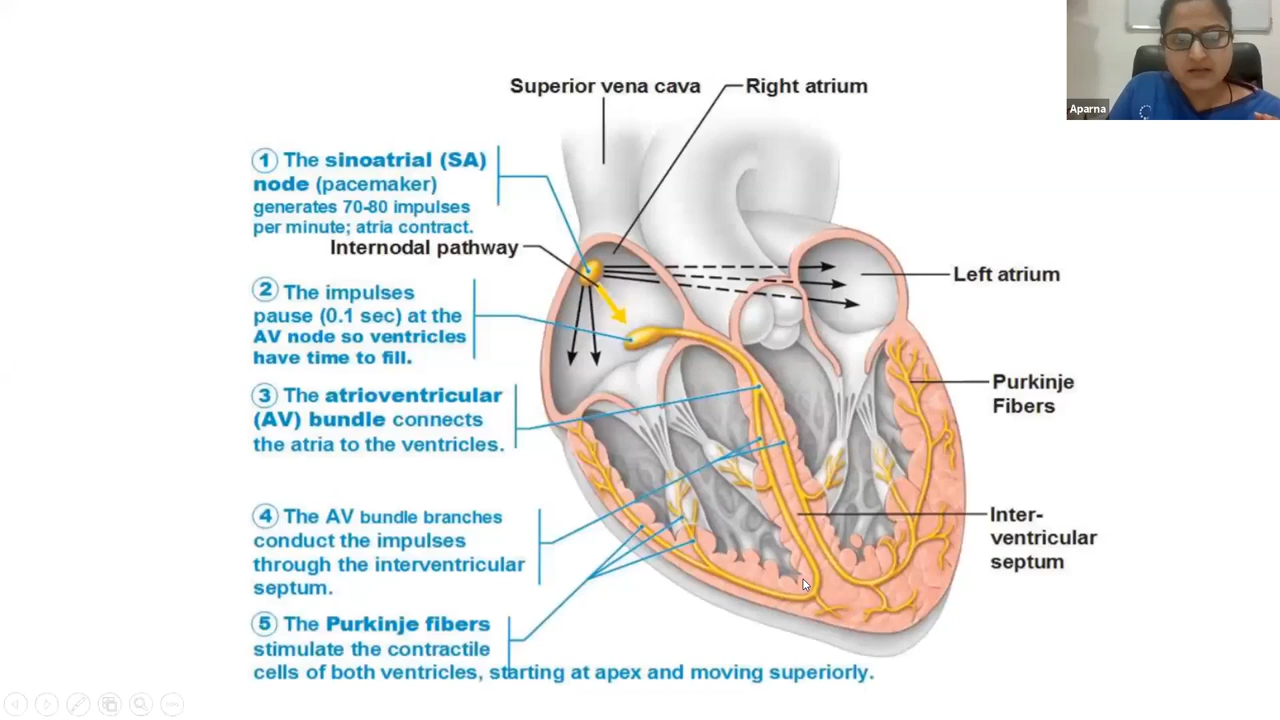 Aparna
Superior vena cava
Right atrium
1 The sinoatrial (SA)
node (pacemaker)
generates 70-80 impulses
per minute; atria contract.
Internodal pathway
Left atrium
2 The impulses
pause (0.1 sec) at the
AV node so ventricles
have time to fill.
3 The atrioventricular
(AV) bundle connects
the atria to the ventricles.
Purkinje
Fibers
4 The AV bundle branches
conduct the impulses
through the interventricular
septum.
Inter-
ventricular
septum
5 The Purkinje fibers
stimulate the contractile
cells of both ventricles, starting at apex and moving superiorly.